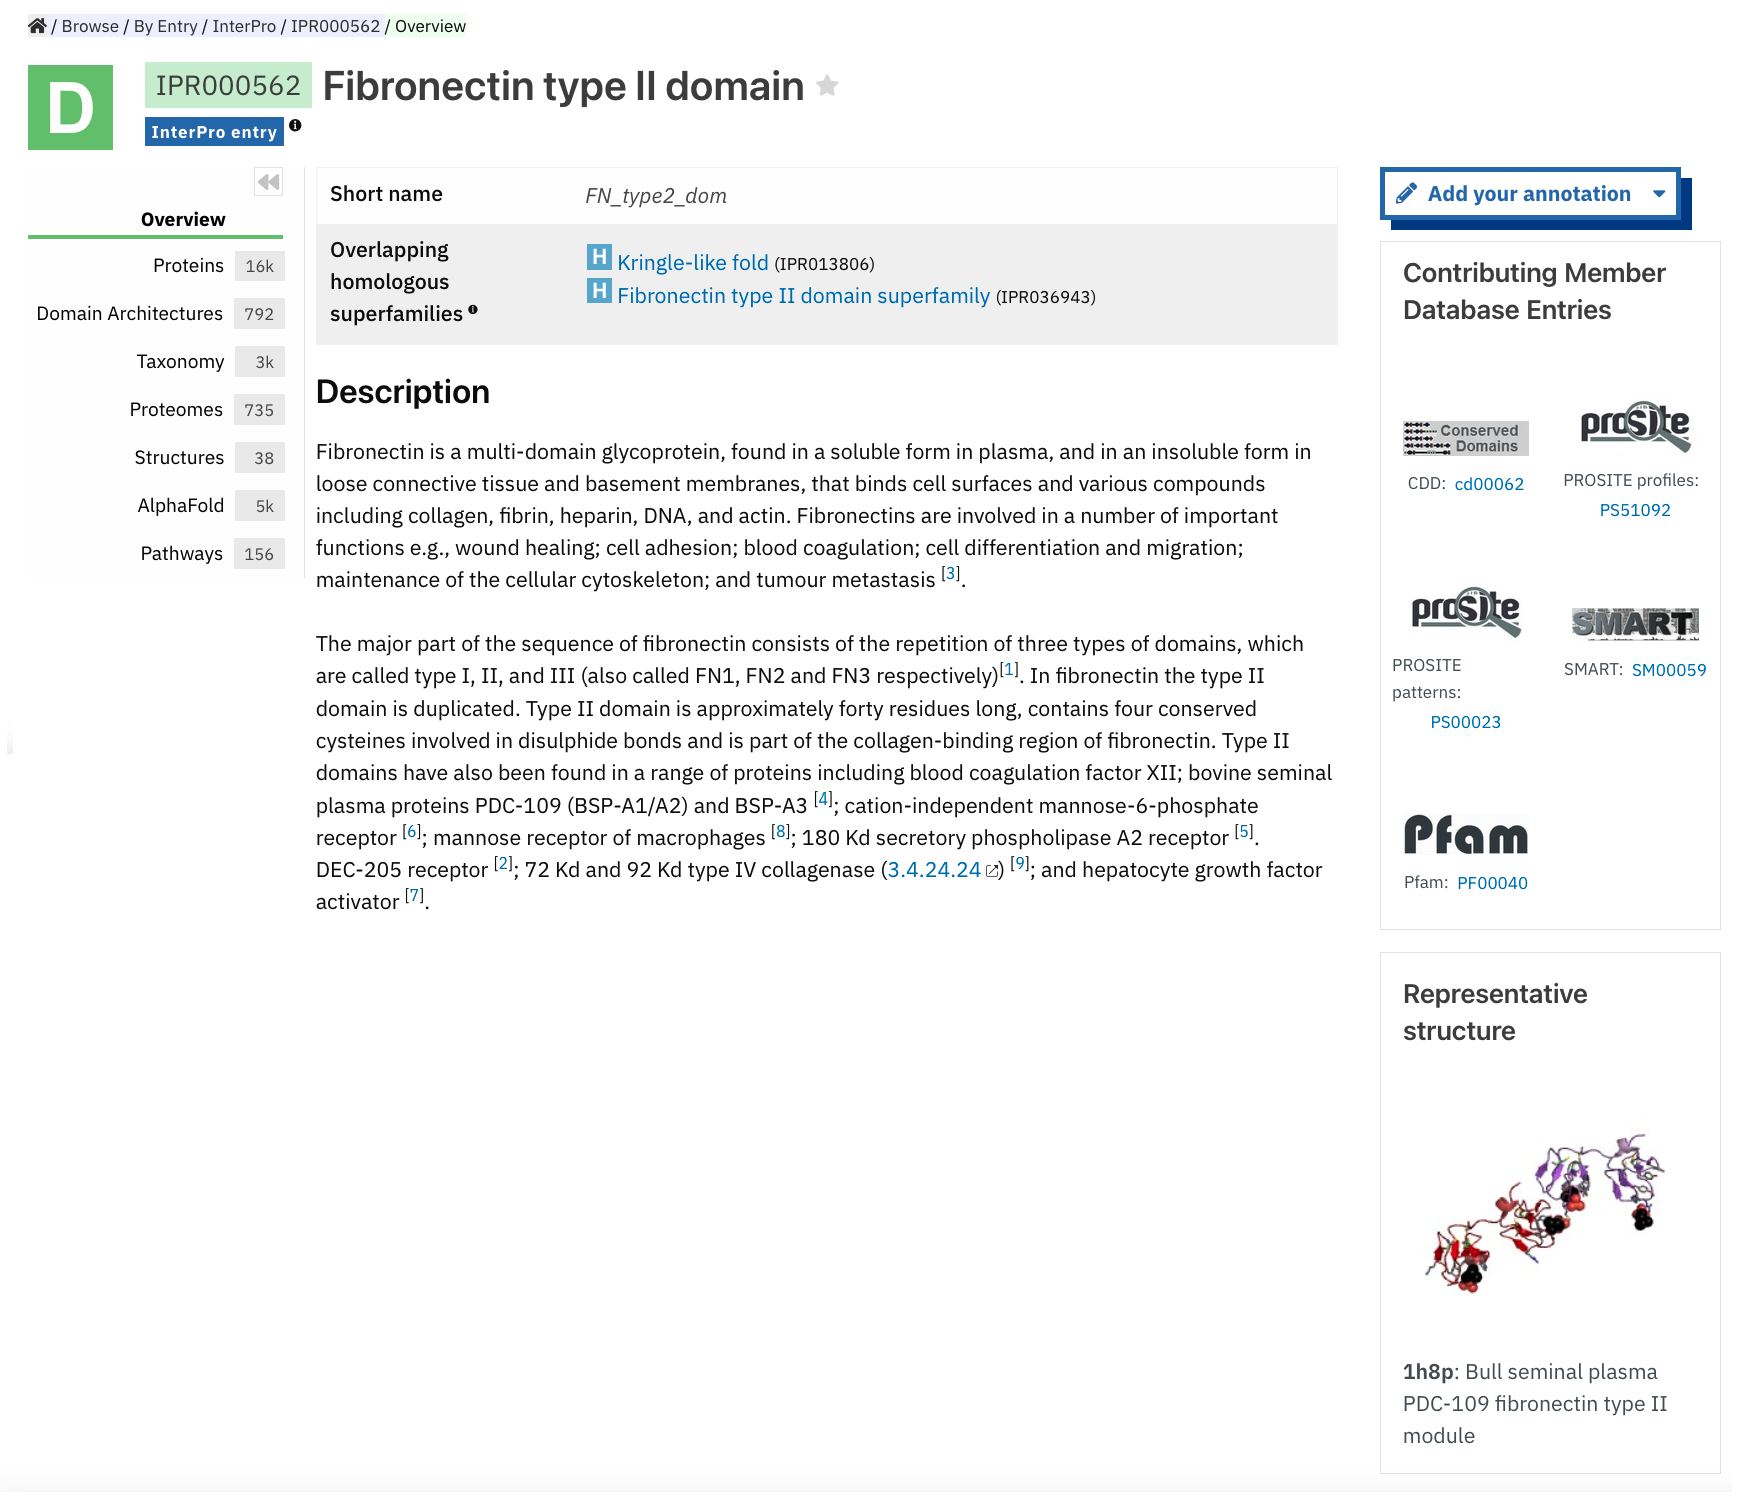 / Browse / By Entry / InterPro / IPR000562 / Overview
D
IPR000562 Fibronectin type II domain
InterPro entry
Overview
Proteins 16k
Domain Architectures 792
Taxonomy 3k
Proteomes 735
Structures 38
AlphaFold 5k
Pathways 156
Short name FN_type2_dom
Overlapping
homologous
superfamilies
H Kringle-like fold (IPR013806)
H Fibronectin type II domain superfamily (IPR036943)
Description
Fibronectin is a multi-domain glycoprotein, found in a soluble form in plasma, and in an insoluble form in
loose connective tissue and basement membranes, that binds cell surfaces and various compounds
including collagen, fibrin, heparin, DNA, and actin. Fibronectins are involved in a number of important
functions e.g., wound healing; cell adhesion; blood coagulation; cell differentiation and migration;
maintenance of the cellular cytoskeleton; and tumour metastasis [3].
The major part of the sequence of fibronectin consists of the repetition of three types of domains, which
are called type I, II, and III (also called FN1, FN2 and FN3 respectively)[1]. In fibronectin the type II
domain is duplicated. Type II domain is approximately forty residues long, contains four conserved
cysteines involved in disulphide bonds and is part of the collagen-binding region of fibronectin. Type II
domains have also been found in a range of proteins including blood coagulation factor XII; bovine seminal
plasma proteins PDC-109 (BSP-A1/A2) and BSP-A3 [4]; cation-independent mannose-6-phosphate
receptor [6]; mannose receptor of macrophages [8]; 180 Kd secretory phospholipase A2 receptor [5].
DEC-205 receptor [2]; 72 Kd and 92 Kd type IV collagenase (3.4.24.24) [9]; and hepatocyte growth factor
activator [7].
Add your annotation
Contributing Member
Database Entries
Conserved
Domains
CDD: cd00062
prosite
PROSITE profiles:
PS51092
prosite
PROSITE
patterns:
PS00023
SMART
SMART: SM00059
Pfam
Pfam: PF00040
Representative
structure
1h8p: Bull seminal plasma
PDC-109 fibronectin type II
module